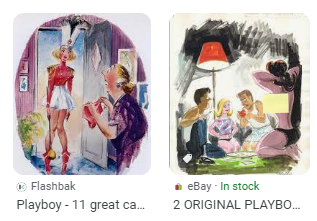 Flashbak
Playboy - 11 great ca...
eBay · In stock
2 ORIGINAL PLAYBO...